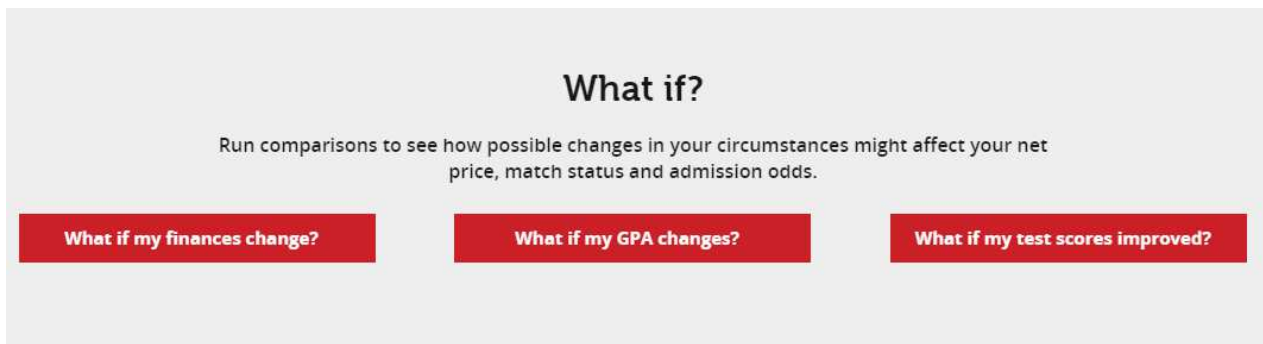 What if?
Run comparisons to see how possible changes in your circumstances might affect your net
price, match status and admission odds.
What if my finances change?
What if my GPA changes?
What if my test scores improved?